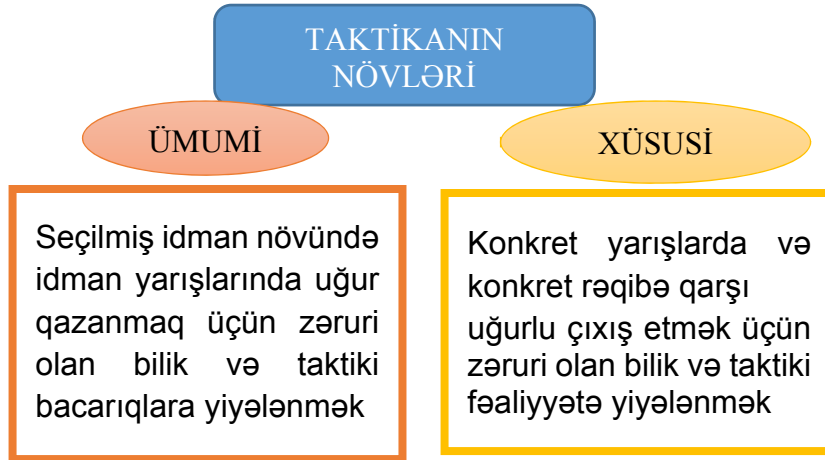 TAKTİKANIN
NÖVLƏRİ
ÜMUMİ
Seçilmiş idman növündə
idman yarışlarında uğur
qazanmaq üçün zəruri
olan bilik və taktiki
bacarıqlara yiyələnmək
XÜSUSİ
Konkret yarışlarda və
konkret rəqibə qarşı
uğurlu çıxış etmək üçün
zəruri olan bilik və taktiki
fəaliyyətə yiyələnmək